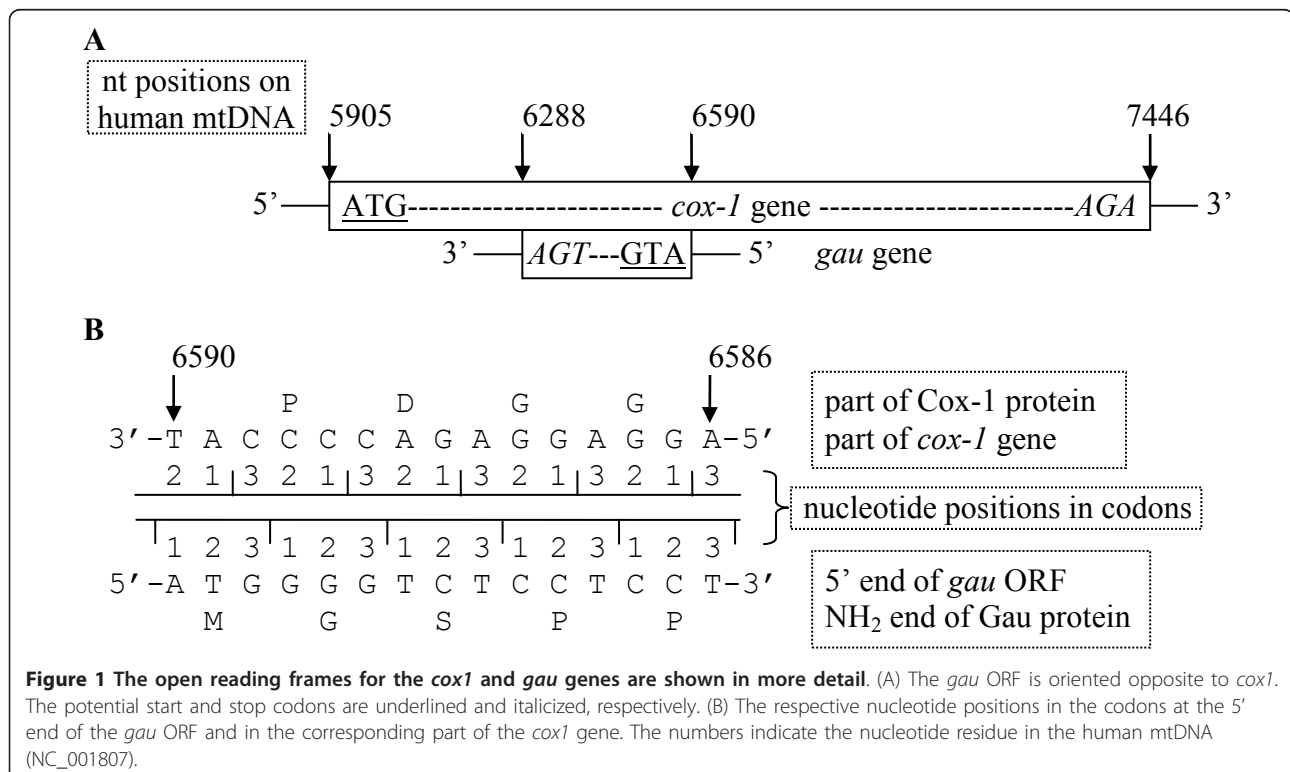 A
nt positions on
human mtDNA
5905 6288 6590 7446
5’ ATG------------------------ cox-1 gene ------------------------AGA 3’
3’ AGT---GTA 5’ gau gene
B
6590 6586
P D G G
3′-T A C C C C A G A G G A G G A-5′
2 1 3 2 1 3 2 1 3 2 1 3 2 1 3
part of Cox-1 protein
part of cox-1 gene
nucleotide positions in codons
1 2 3 1 2 3 1 2 3 1 2 3 1 2 3
5′-A T G G G G T C T C C T C C T-3′
M G S P P
5’ end of gau ORF
NH2 end of Gau protein
Figure 1 The open reading frames for the cox1 and gau genes are shown in more detail. (A) The gau ORF is oriented opposite to cox1.
The potential start and stop codons are underlined and italicized, respectively. (B) The respective nucleotide positions in the codons at the 5’
end of the gau ORF and in the corresponding part of the cox1 gene. The numbers indicate the nucleotide residue in the human mtDNA
(NC_001807).